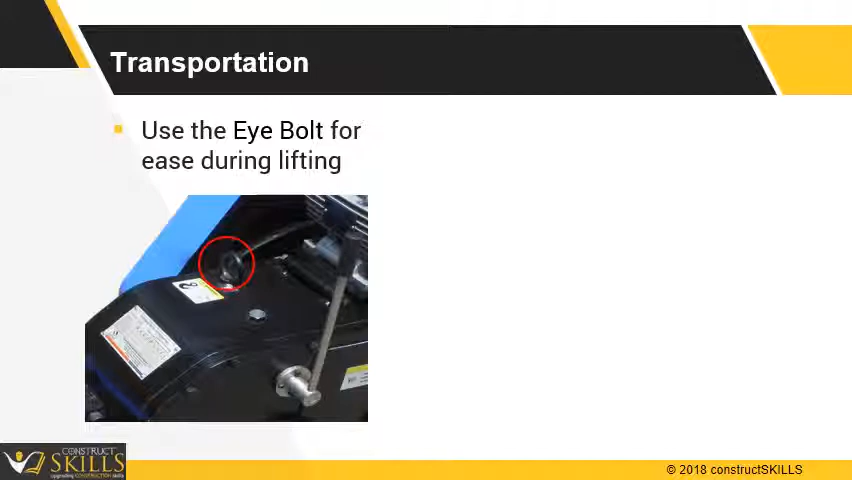 Transportation
Use the Eye Bolt for
ease during lifting
CONSTRUCT
SKILLS
upgrading CONSTRUCTION skills
© 2018 constructSKILLS